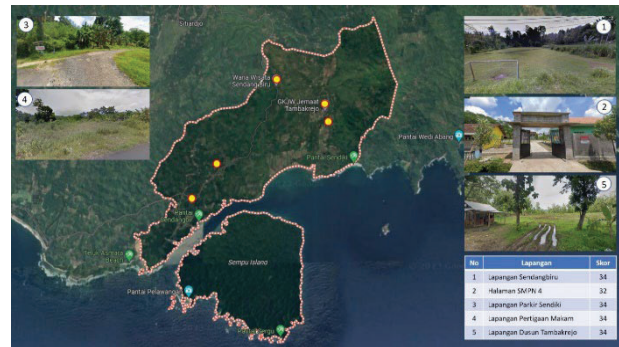 3
4
1
2
5
Sitiarjo
Wana Wisata
Sendangbiru
GKJW Jemaat
Tambakrejo
Pantai Wedi Abang
Pantai Sendiki
Pantai
Sempu Island
Pantai Pelawangan
No Lapangan Skor
1 Lapangan Sendangbiru 34
2 Halaman SMPN 4 32
3 Lapangan Parkir Sendiki 34
4 Lapangan Pertigaan Makam 34
5 Lapangan Dusun Tambakrejo 34